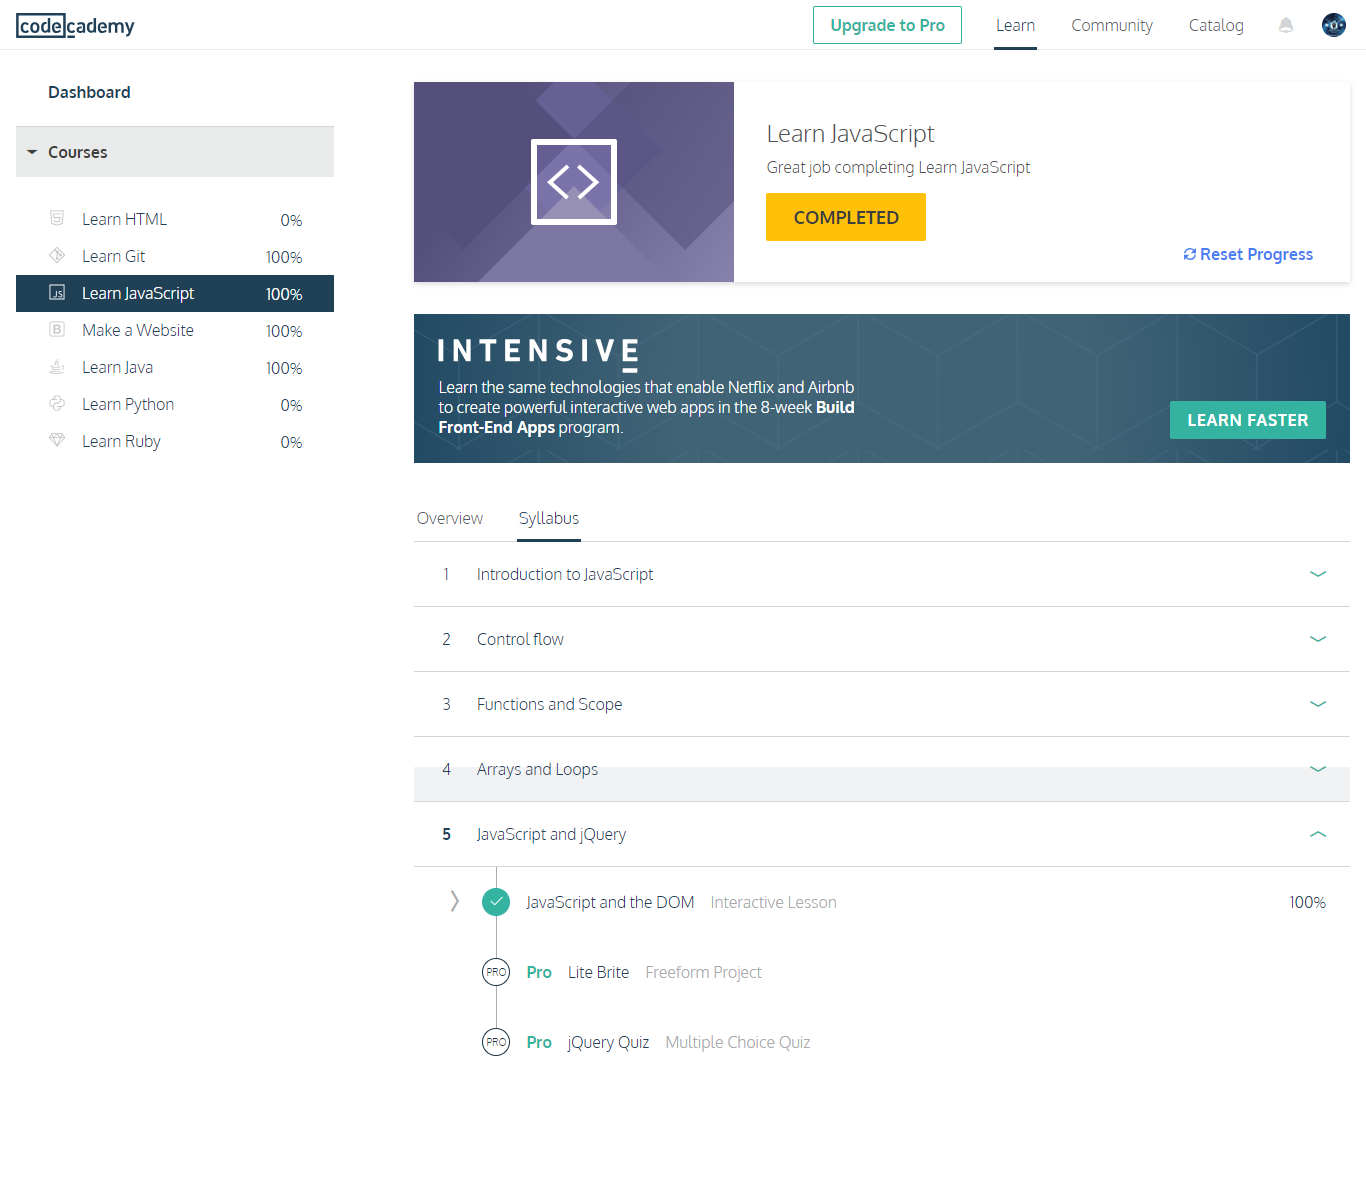 codecademy
Upgrade to Pro
Learn
Community
Catalog
Dashboard
Courses
Learn HTML 0%
Learn Git 100%
JS Learn JavaScript 100%
B Make a Website 100%
Learn Java 100%
Learn Python 0%
Learn Ruby 0%
Learn JavaScript
Great job completing Learn JavaScript
COMPLETED
Reset Progress
INTENSIVE
Learn the same technologies that enable Netflix and Airbnb
to create powerful interactive web apps in the 8-week Build
Front-End Apps program.
LEARN FASTER
Overview
Syllabus
1 Introduction to JavaScript
2 Control flow
3 Functions and Scope
4 Arrays and Loops
5 JavaScript and jQuery
JavaScript and the DOM Interactive Lesson 100%
PRO Pro Lite Brite Freeform Project
PRO Pro jQuery Quiz Multiple Choice Quiz